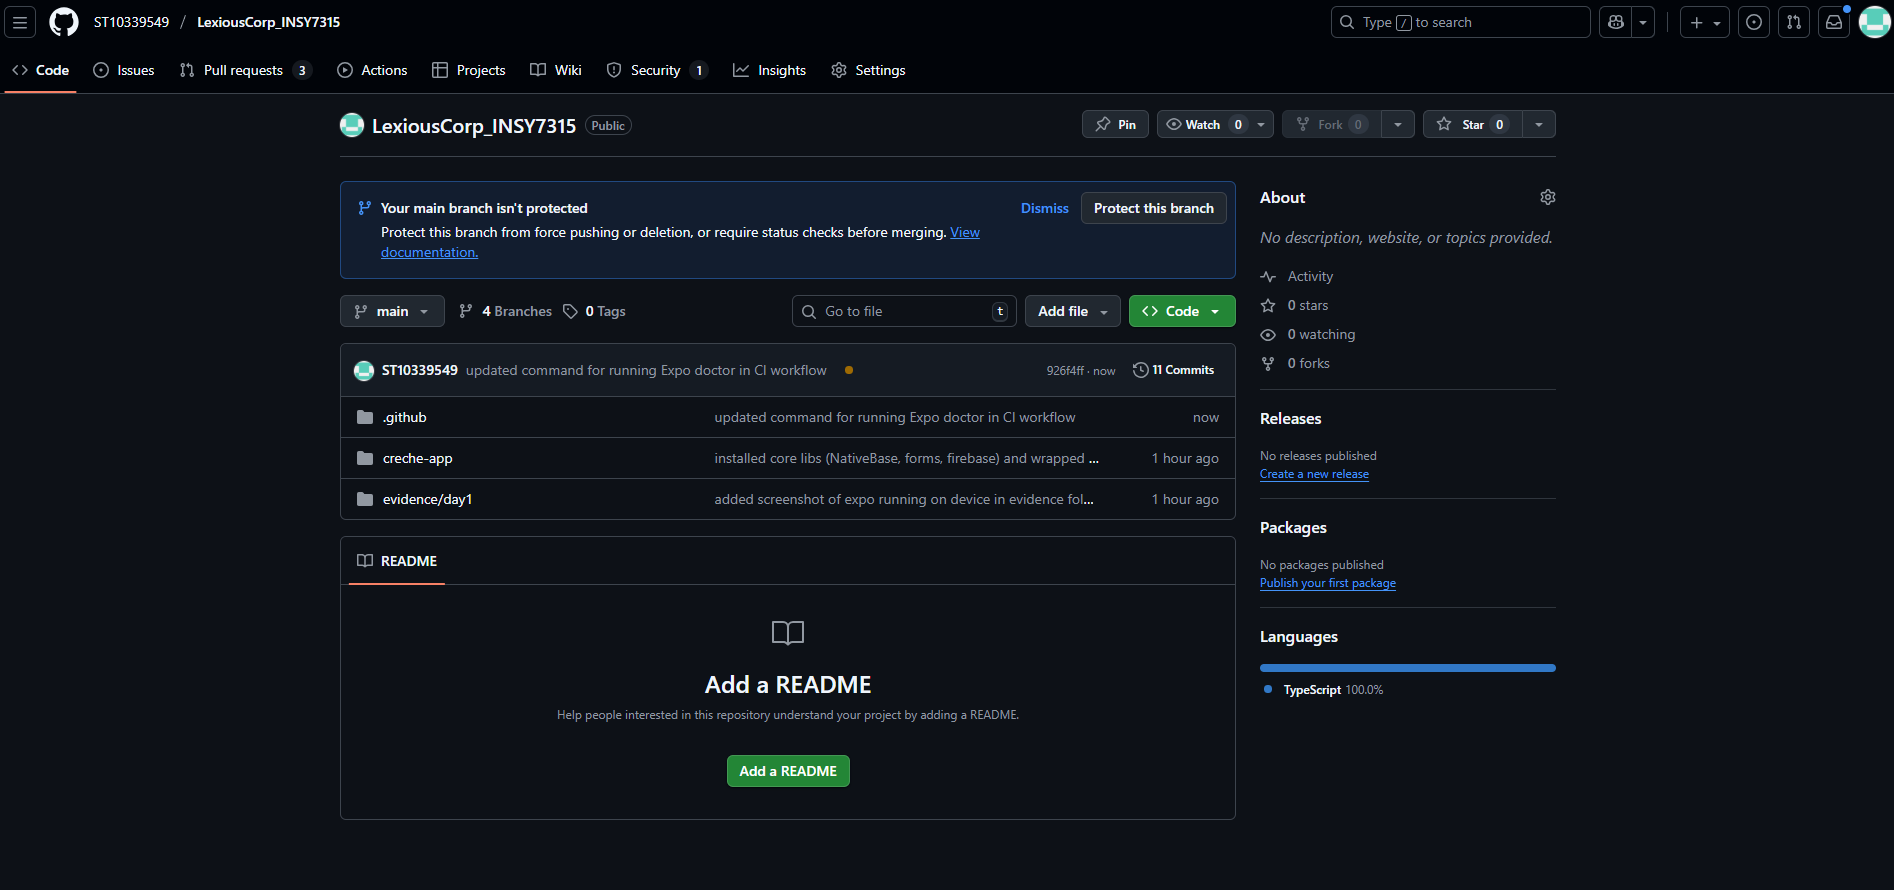 ST10339549 / LexiousCorp_INSY7315
Type / to search
Code Issues Pull requests 3 Actions Projects Wiki Security 1 Insights Settings
LexiousCorp_INSY7315 Public
Pin Watch 0 Fork 0 Star 0
Your main branch isn't protected
Protect this branch from force pushing or deletion, or require status checks before merging. View
documentation.
Dismiss Protect this branch
main 4 Branches 0 Tags
Go to file t Add file Code
ST10339549 updated command for running Expo doctor in CI workflow 926f4ff · now 11 Commits
.github updated command for running Expo doctor in CI workflow now
creche-app installed core libs (NativeBase, forms, firebase) and wrapped ... 1 hour ago
evidence/day1 added screenshot of expo running on device in evidence fol... 1 hour ago
README
Add a README
Help people interested in this repository understand your project by adding a README.
Add a README
About
No description, website, or topics provided.
Activity
0 stars
0 watching
0 forks
Releases
No releases published
Create a new release
Packages
No packages published
Publish your first package
Languages
TypeScript 100.0%